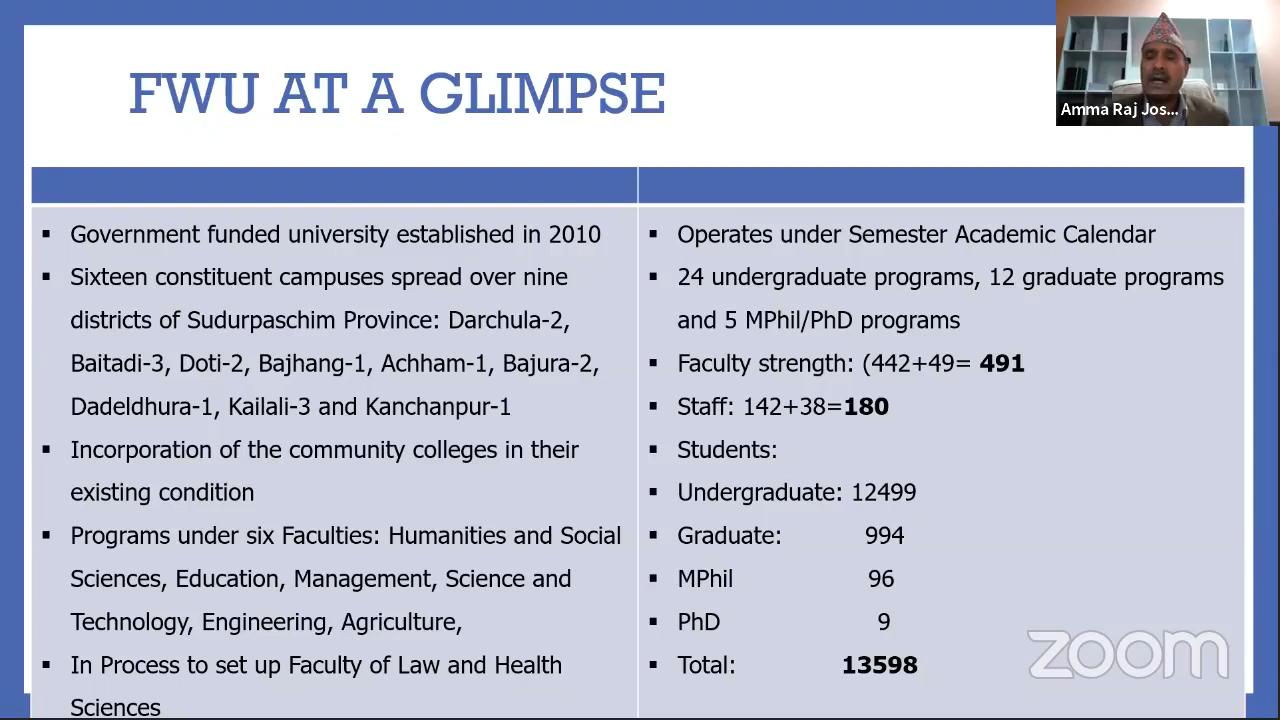 FWU AT A GLIMPSE
Amma Raj Jos...
▪ Government funded university established in 2010
▪ Sixteen constituent campuses spread over nine
districts of Sudurpaschim Province: Darchula-2,
Baitadi-3, Doti-2, Bajhang-1, Achham-1, Bajura-2,
Dadeldhura-1, Kailali-3 and Kanchanpur-1
▪ Incorporation of the community colleges in their
existing condition
▪ Programs under six Faculties: Humanities and Social
Sciences, Education, Management, Science and
Technology, Engineering, Agriculture,
▪ In Process to set up Faculty of Law and Health
Sciences
▪ Operates under Semester Academic Calendar
▪ 24 undergraduate programs, 12 graduate programs
and 5 MPhil/PhD programs
▪ Faculty strength: (442+49= 491
▪ Staff: 142+38=180
▪ Students:
▪ Undergraduate: 12499
▪ Graduate: 994
▪ MPhil 96
▪ PhD 9
▪ Total: 13598
zoom